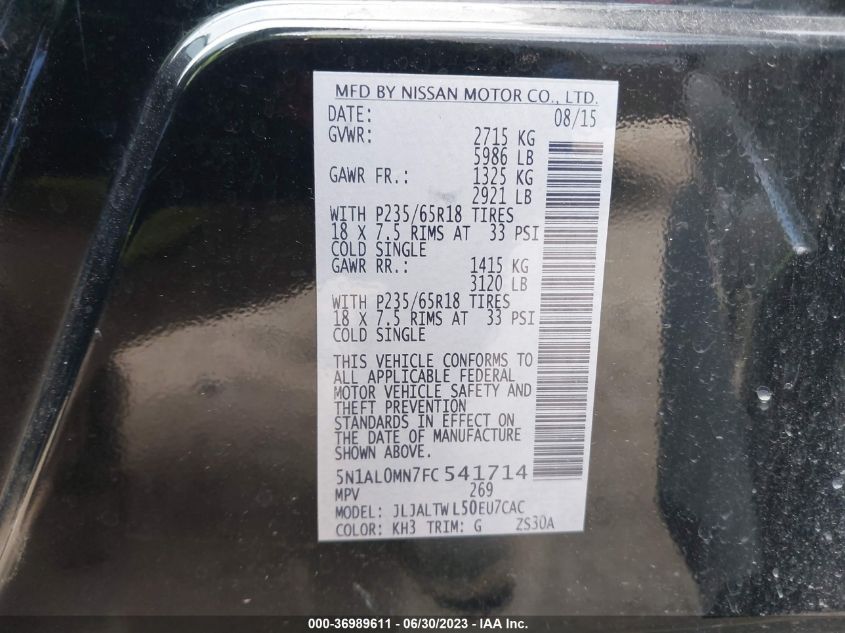 MFD BY NISSAN MOTOR CO., LTD.
DATE: 08/15
GVWR: 2715 KG
5986 LB
GAWR FR.: 1325 KG
2921 LB
WITH P235/65R18 TIRES
18 X 7.5 RIMS AT 33 PSI
COLD SINGLE
GAWR RR.: 1415 KG
3120 LB
WITH P235/65R18 TIRES
18 X 7.5 RIMS AT 33 PSI
COLD SINGLE
THIS VEHICLE CONFORMS TO
ALL APPLICABLE FEDERAL
MOTOR VEHICLE SAFETY AND
THEFT PREVENTION
STANDARDS IN EFFECT ON
THE DATE OF MANUFACTURE
SHOWN ABOVE.
5N1AL0MN7FC541714
MPV 269
MODEL: JLJALTWL50EU7CAC
COLOR: KH3 TRIM: G ZS30A
000-36989611 - 06/30/2023 - IAA Inc.